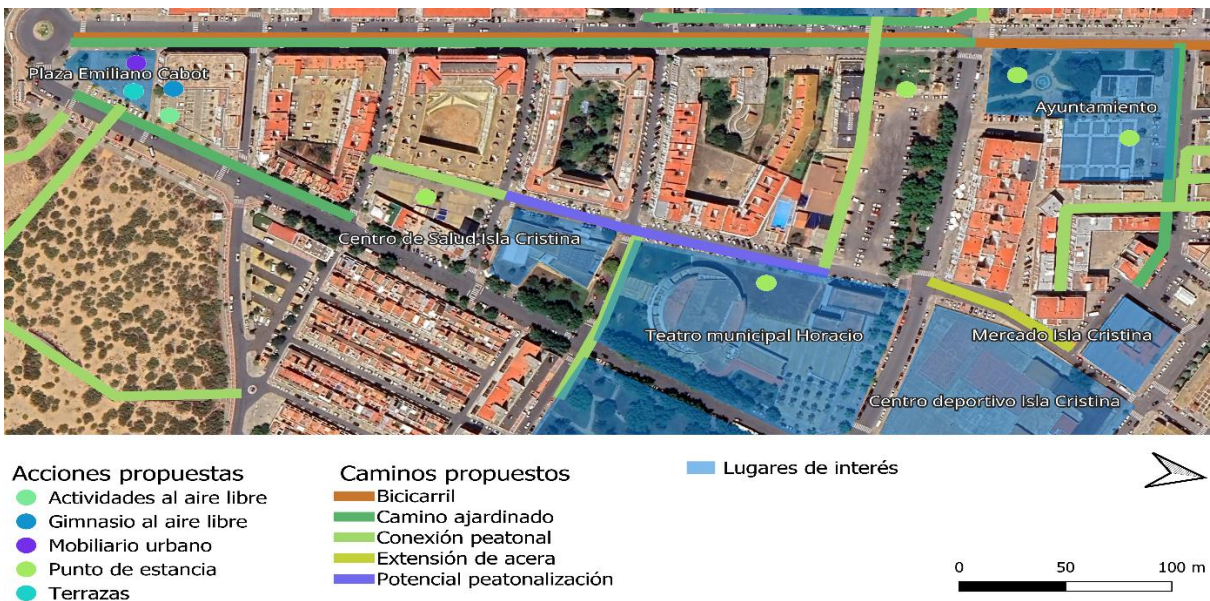 Plaza Emiliano Cabot
Ayuntamiento
Centro de Salud Isla Cristina
Teatro municipal Horacio
Mercado Isla Cristina
Centro deportivo Isla Cristina
Acciones propuestas
Actividades al aire libre
Gimnasio al aire libre
Mobiliario urbano
Punto de estancia
Terrazas
Caminos propuestos
Bicicarril
Camino ajardinado
Conexión peatonal
Extensión de acera
Potencial peatonalización
Lugares de interés
0 50 100 m